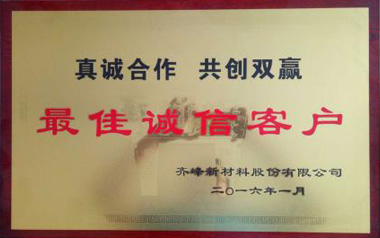 真诚合作 共创双赢
最佳诚信客户
齐峰新材料股份有限公司
二〇一六年一月